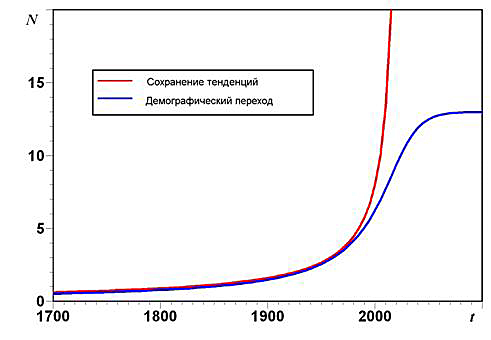 N
15
10
5
0
Сохранение тенденций
Демографический переход
1700 1800 1900 2000 t